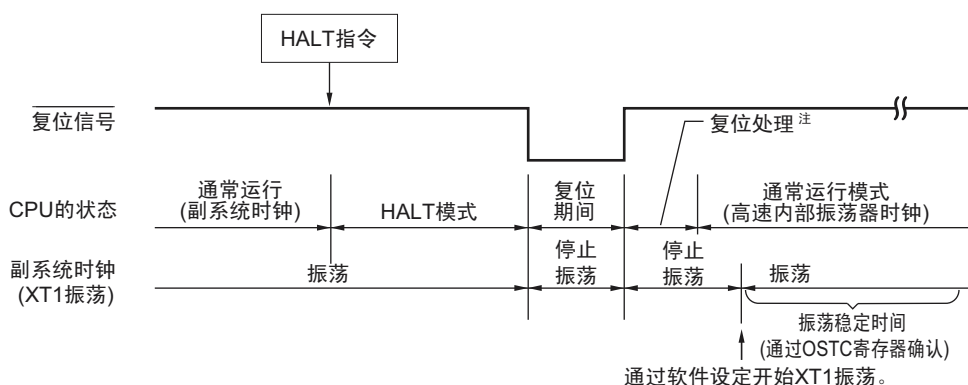 HALT指令
复位信号
复位处理注
CPU的状态
通常运行
(副系统时钟)
HALT模式
复位
期间
通常运行模式
(高速内部振荡器时钟)
副系统时钟
(XT1振荡)
振荡
停止
振荡
停止
振荡
振荡
振荡稳定时间
(通过OSTC寄存器确认)
通过软件设定开始XT1振荡。